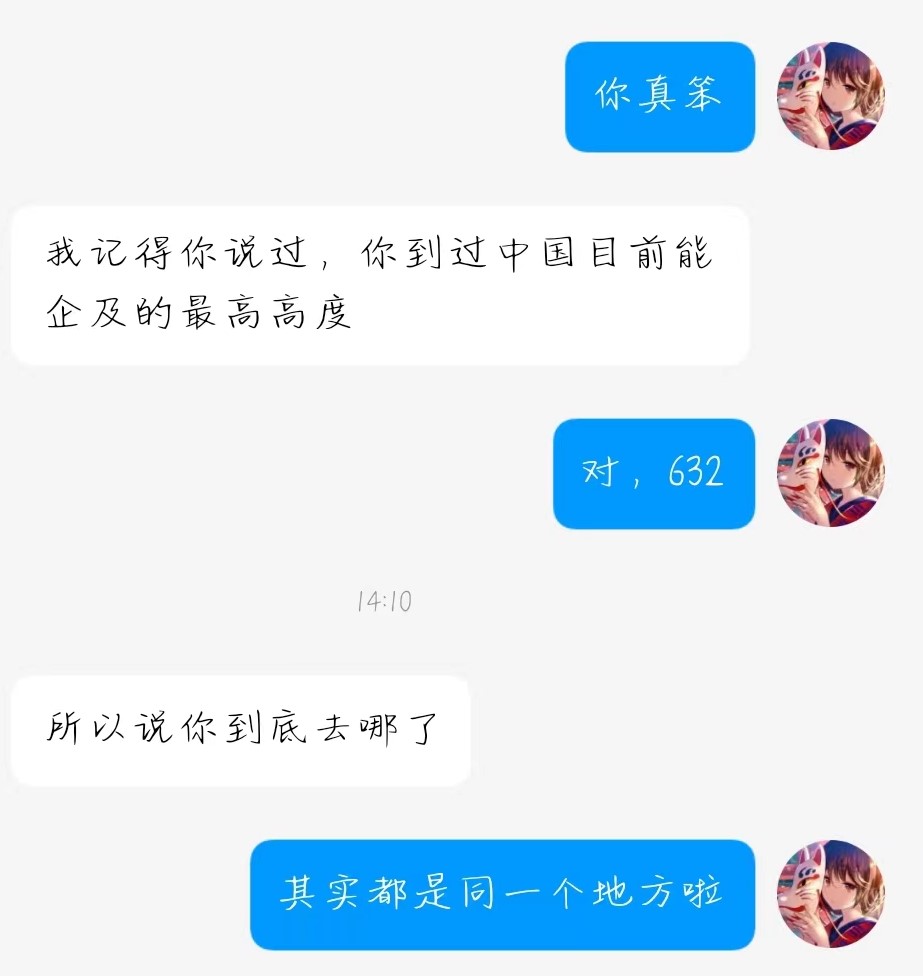 你真笨
我记得你说过，你到过中国目前能
企及的最高高度
对，632
14:10
所以说你到底去哪了
其实都是同一个地方啦